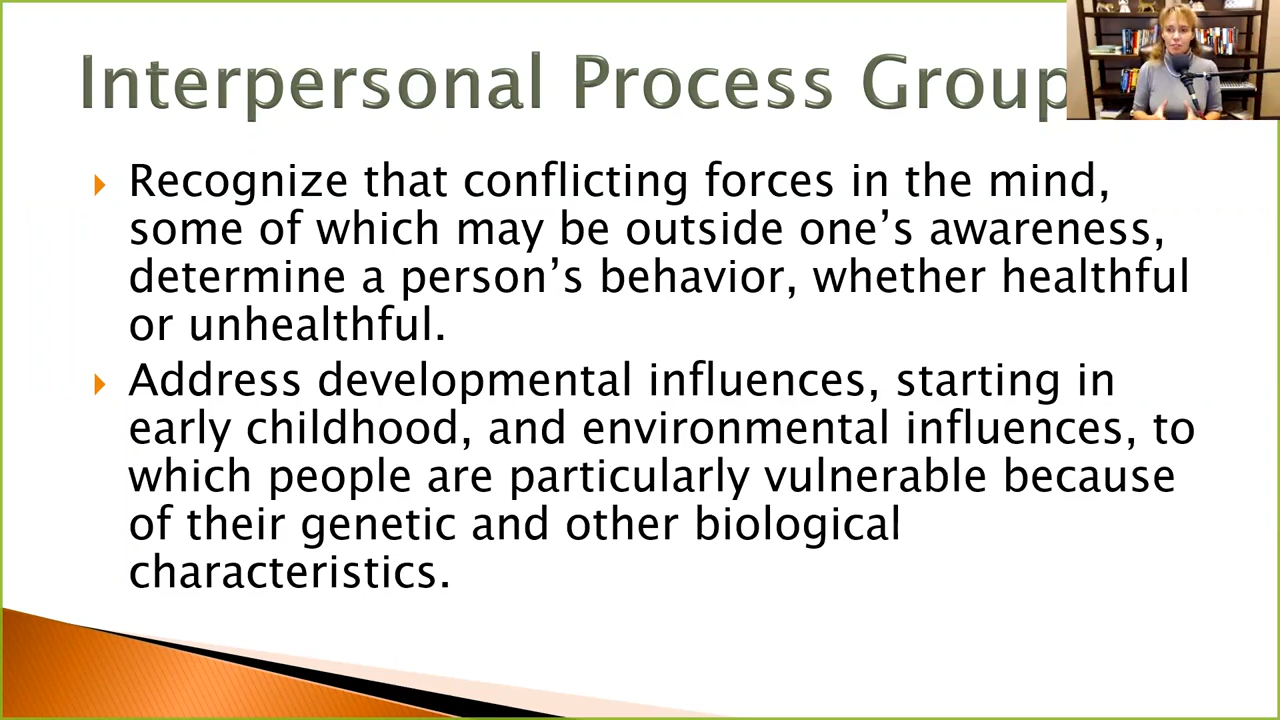 Interpersonal Process Group
Recognize that conflicting forces in the mind,
some of which may be outside one’s awareness,
determine a person’s behavior, whether healthful
or unhealthful.
Address developmental influences, starting in
early childhood, and environmental influences, to
which people are particularly vulnerable because
of their genetic and other biological
characteristics.